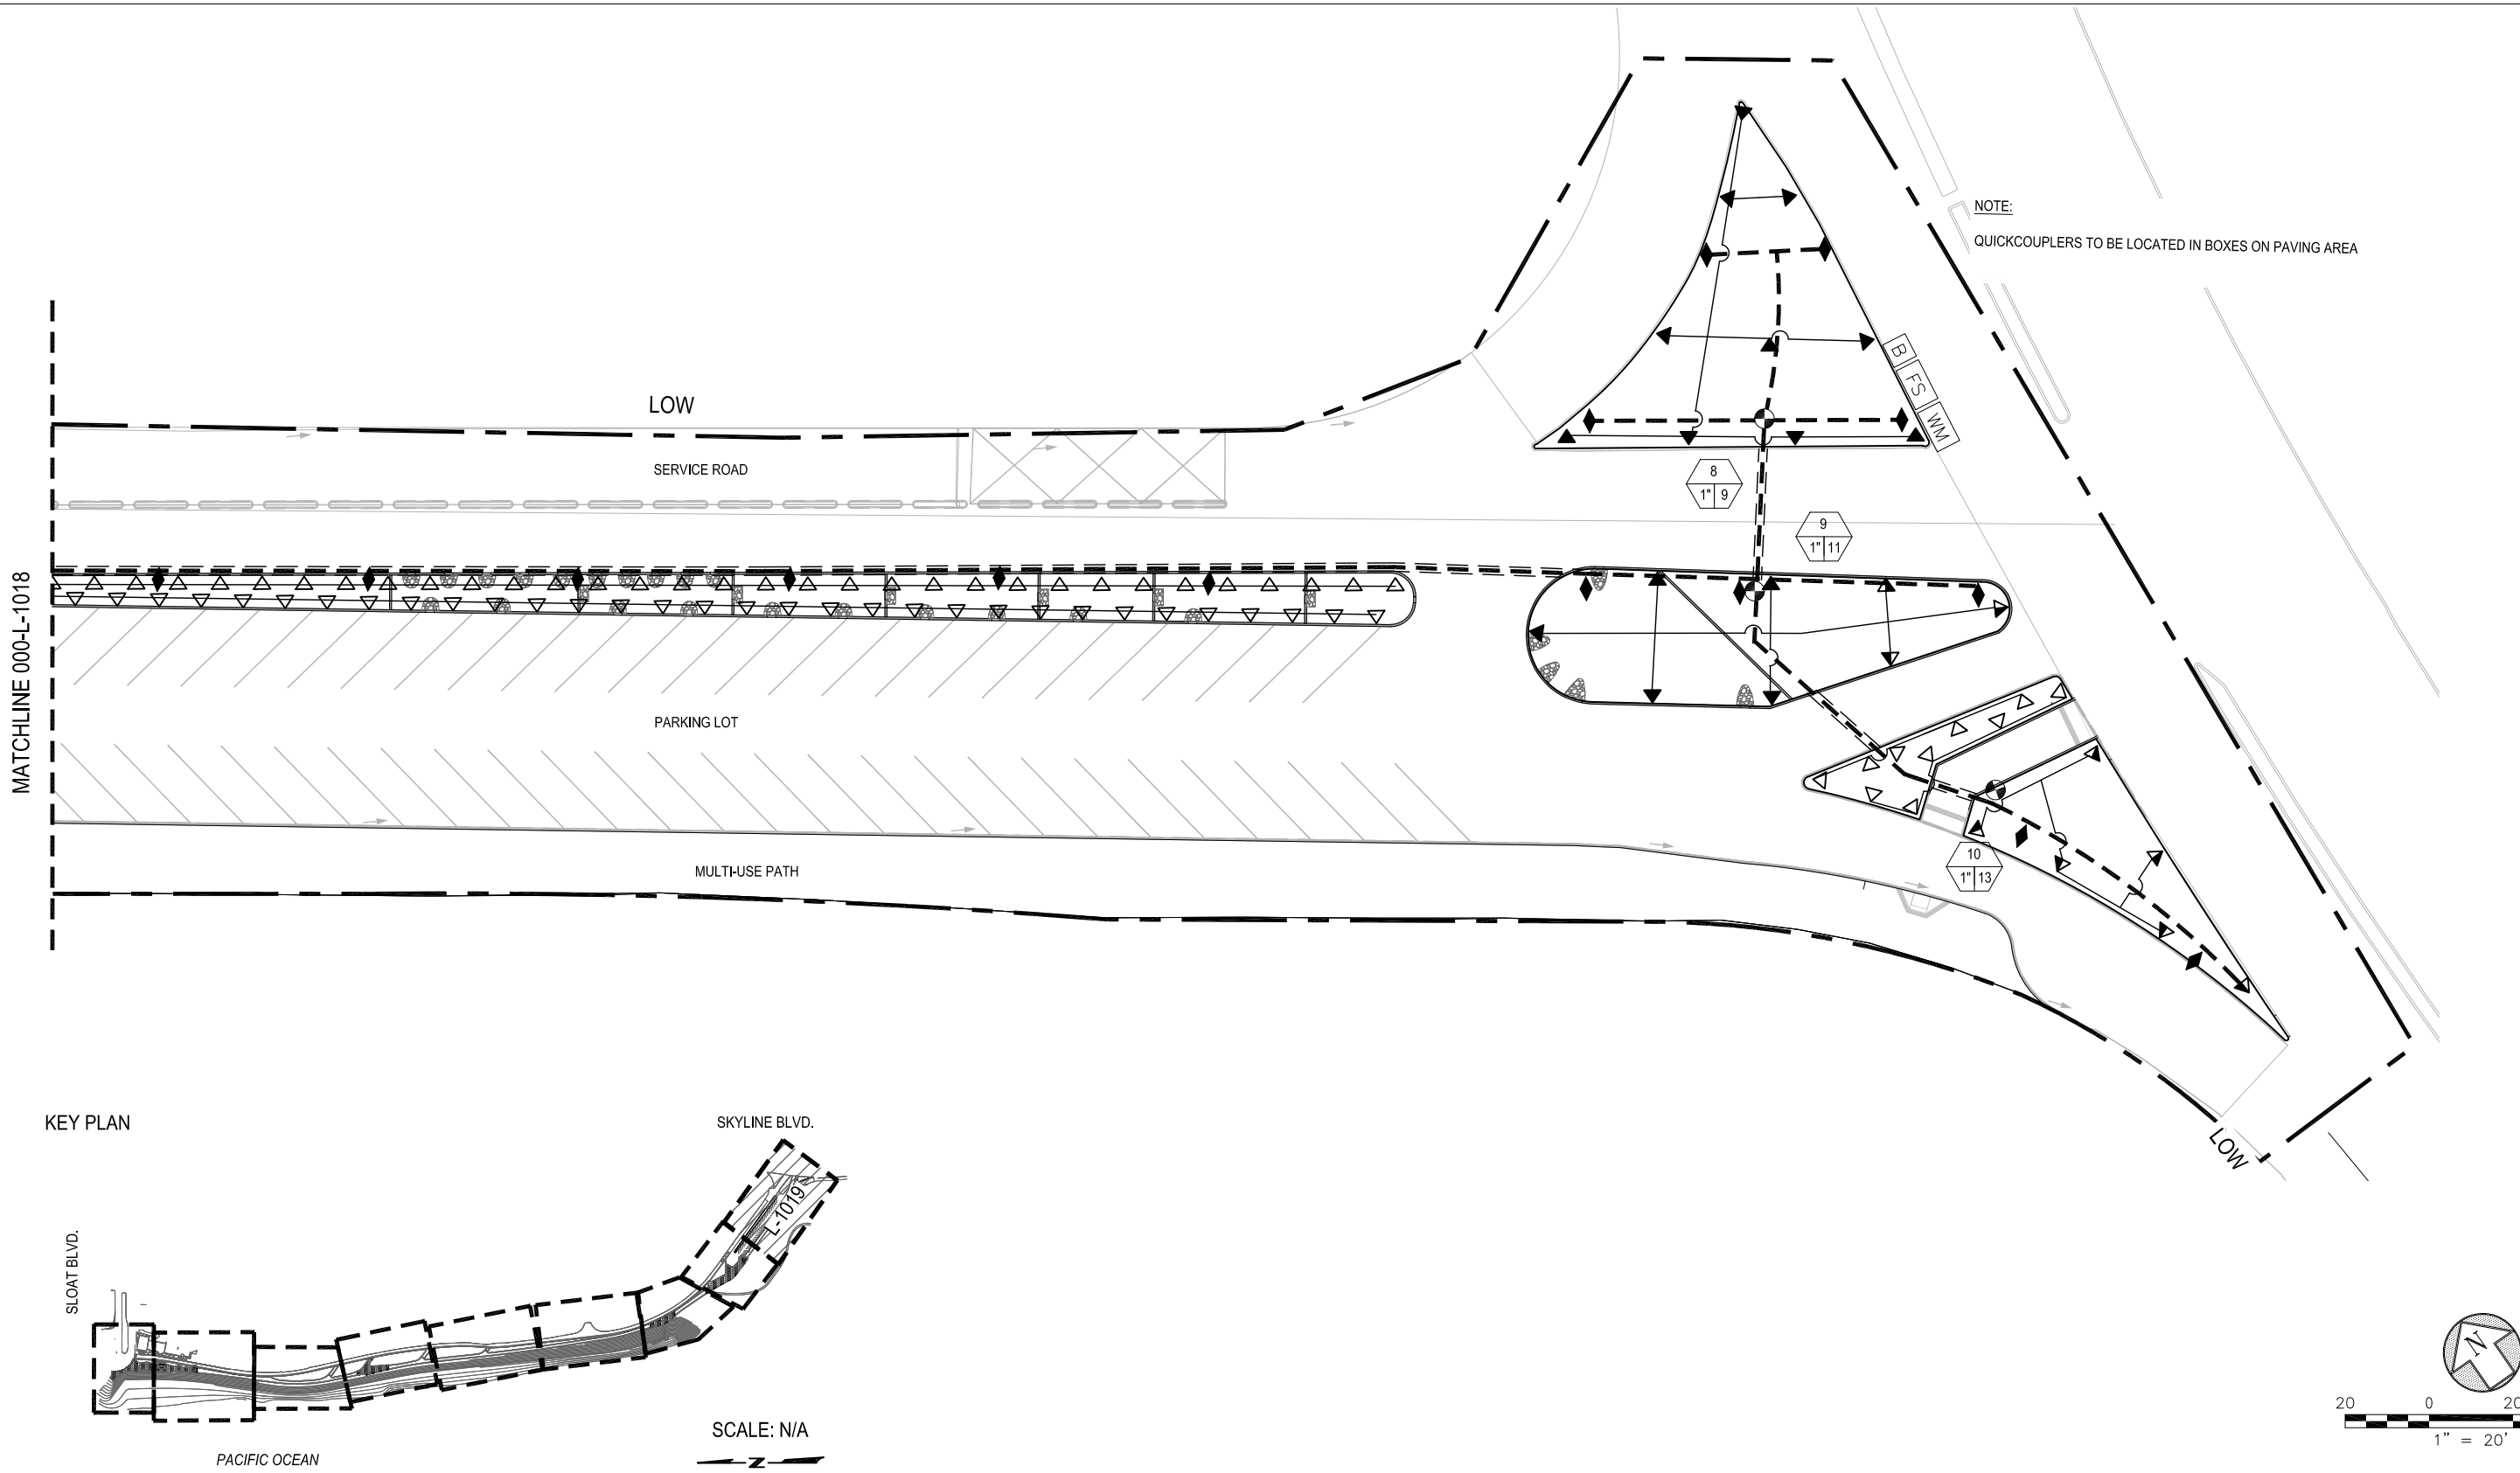 NOTE:
QUICKCOUPLERS TO BE LOCATED IN BOXES ON PAVING AREA
B
FS
WM
LOW
SERVICE ROAD
8
1" 9
9
1" 11
MATCHLINE 000-L-1018
PARKING LOT
10
1" 13
MULTI-USE PATH
LOW
KEY PLAN
SKYLINE BLVD.
L-1019
SLOAT BLVD.
PACIFIC OCEAN
SCALE: N/A
N
N
20 0 20
1" = 20'